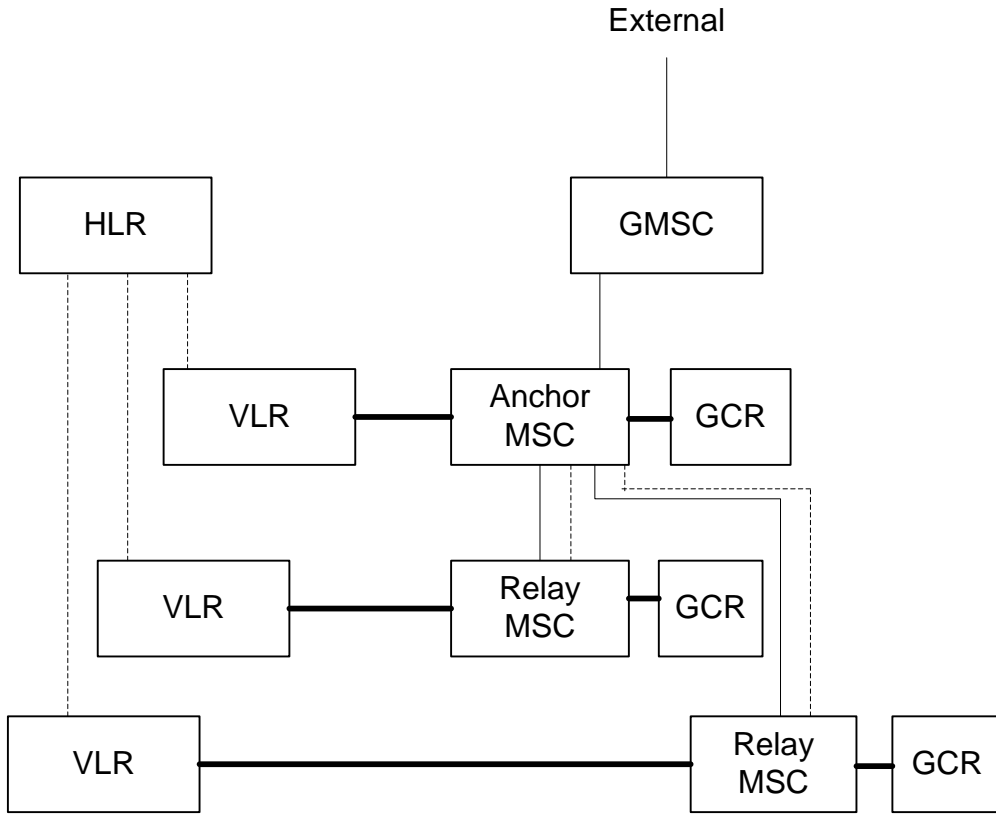 External
HLR
GMSC
VLR
Anchor
MSC
GCR
VLR
Relay
MSC
GCR
VLR
Relay
MSC
GCR